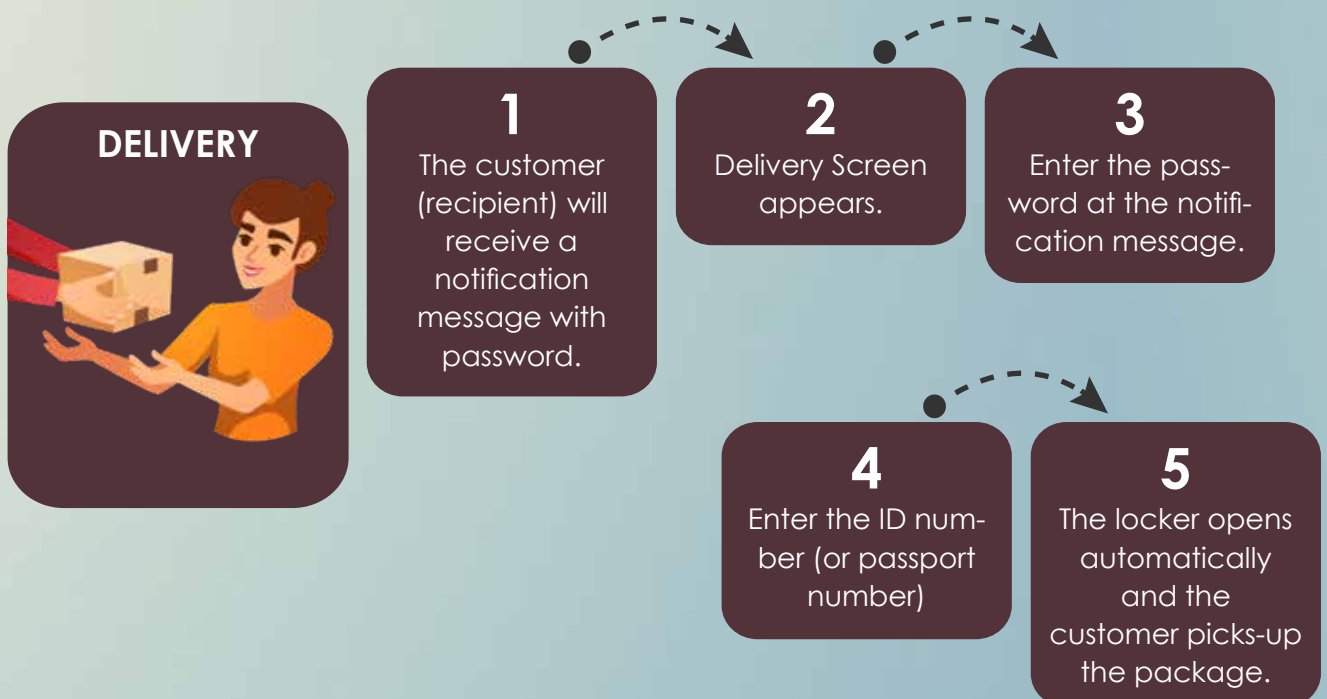 DELIVERY
1
The customer
(recipient) will
receive a
notification
message with
password.
2
Delivery Screen
appears.
3
Enter the pass-
word at the notifi-
cation message.
4
Enter the ID num-
ber (or passport
number)
5
The locker opens
automatically
and the
customer picks-up
the package.